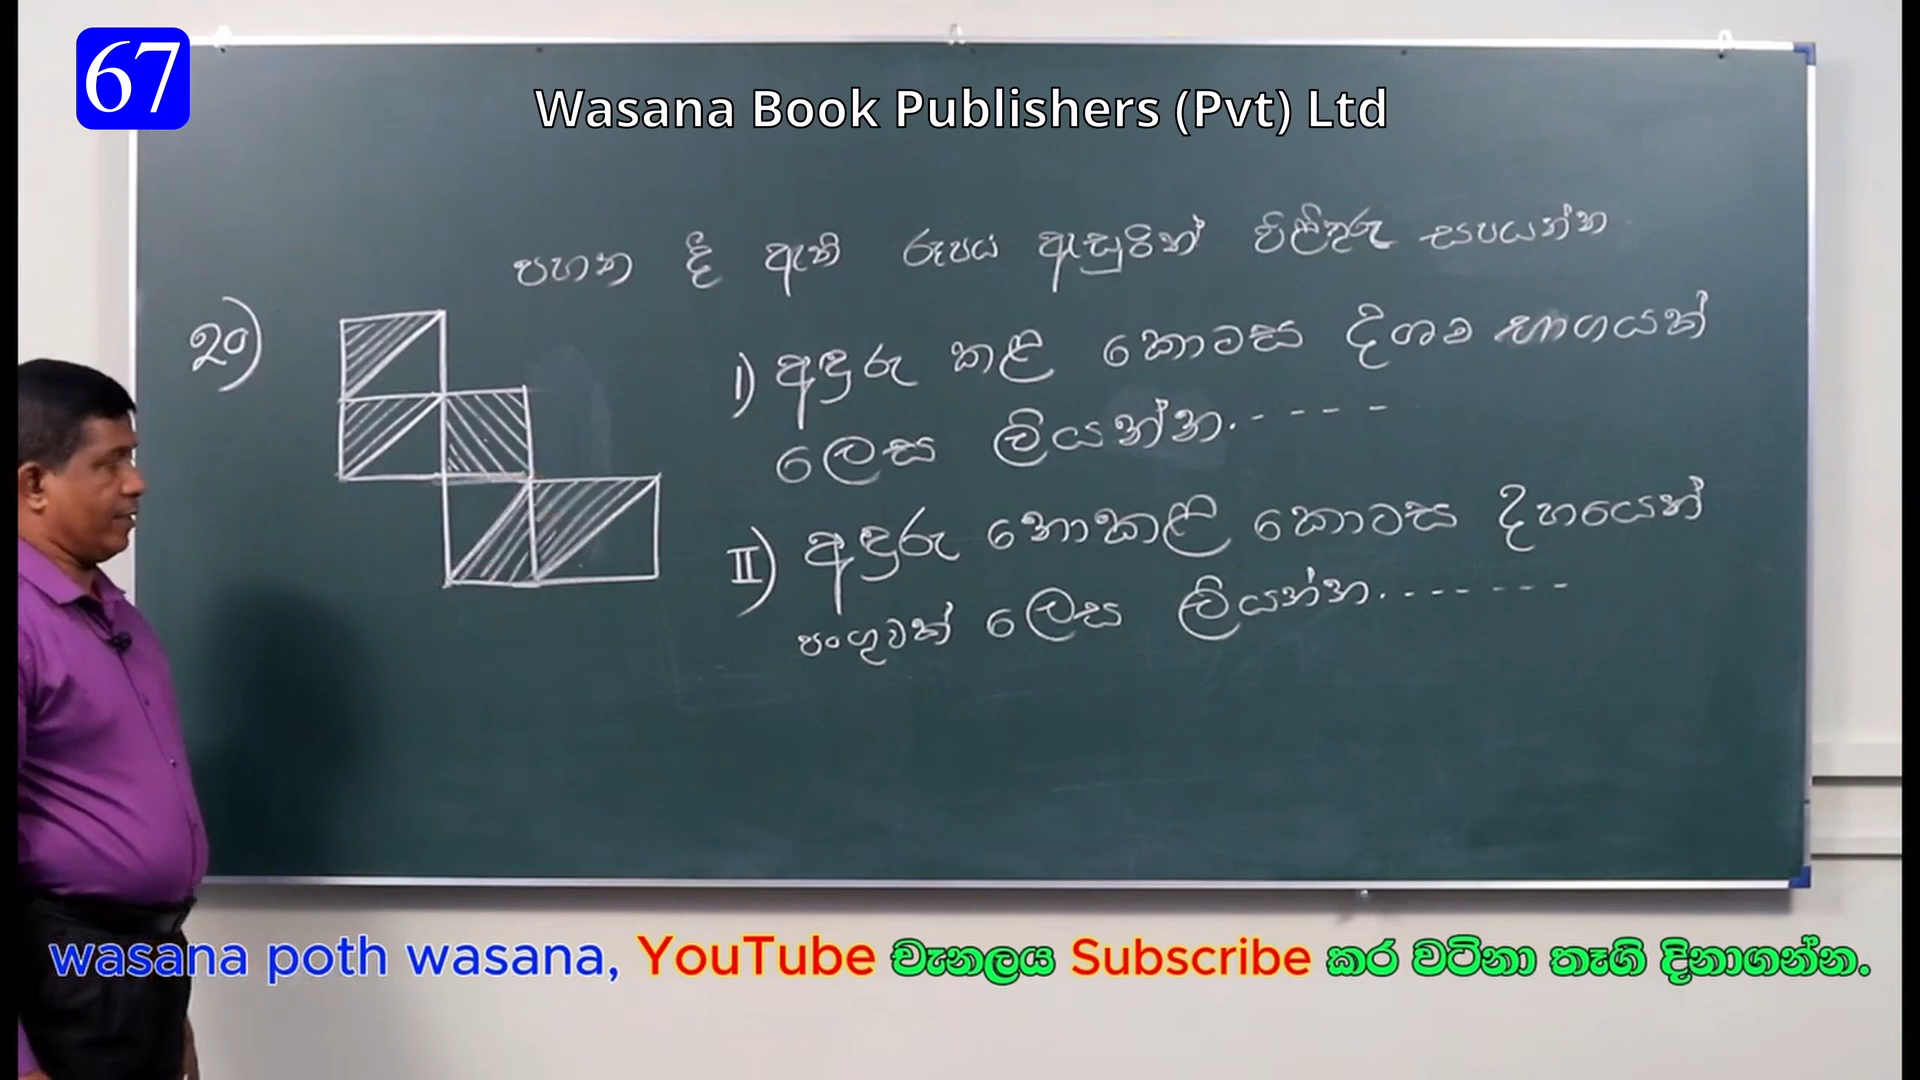 67
Wasana Book Publishers (Pvt) Ltd
පහත දී ඇති රූපය ඇසුරින් පිළිතුරු සපයන්න
20)
I) අඳුරු කළ කොටස දශම භාගයක්
ලෙස ලියන්න.----
II) අඳුරු නොකළ කොටස දහයෙන්
පංගුවක් ලෙස ලියන්න.-------
wasana poth wasana, YouTube චැනලය Subscribe කර වටිනා තෑගි දිනාගන්න.